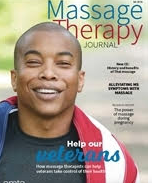 Massage
Therapy
JOURNAL
New CE:
History and benefits
of Thai massage
ALLEVIATING MS
SYMPTOMS WITH
MASSAGE
The power
of massage
during pregnancy
Help our
veterans
How massage therapists can help
veterans take control of their health
amta